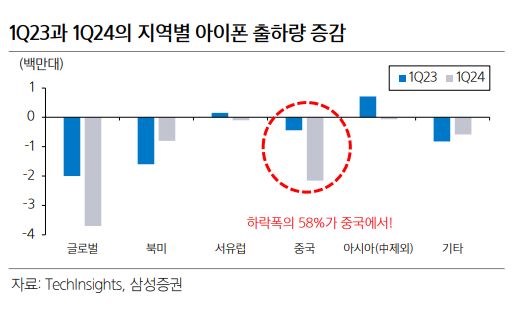 1Q23과 1Q24의 지역별 아이폰 출하량 증감
(백만대)
1Q23 1Q24
1
0
-1
-2
-3
-4
하락폭의 58%가 중국에서!
글로벌 북미 서유럽 중국 아시아(中제외) 기타
자료: TechInsights, 삼성증권